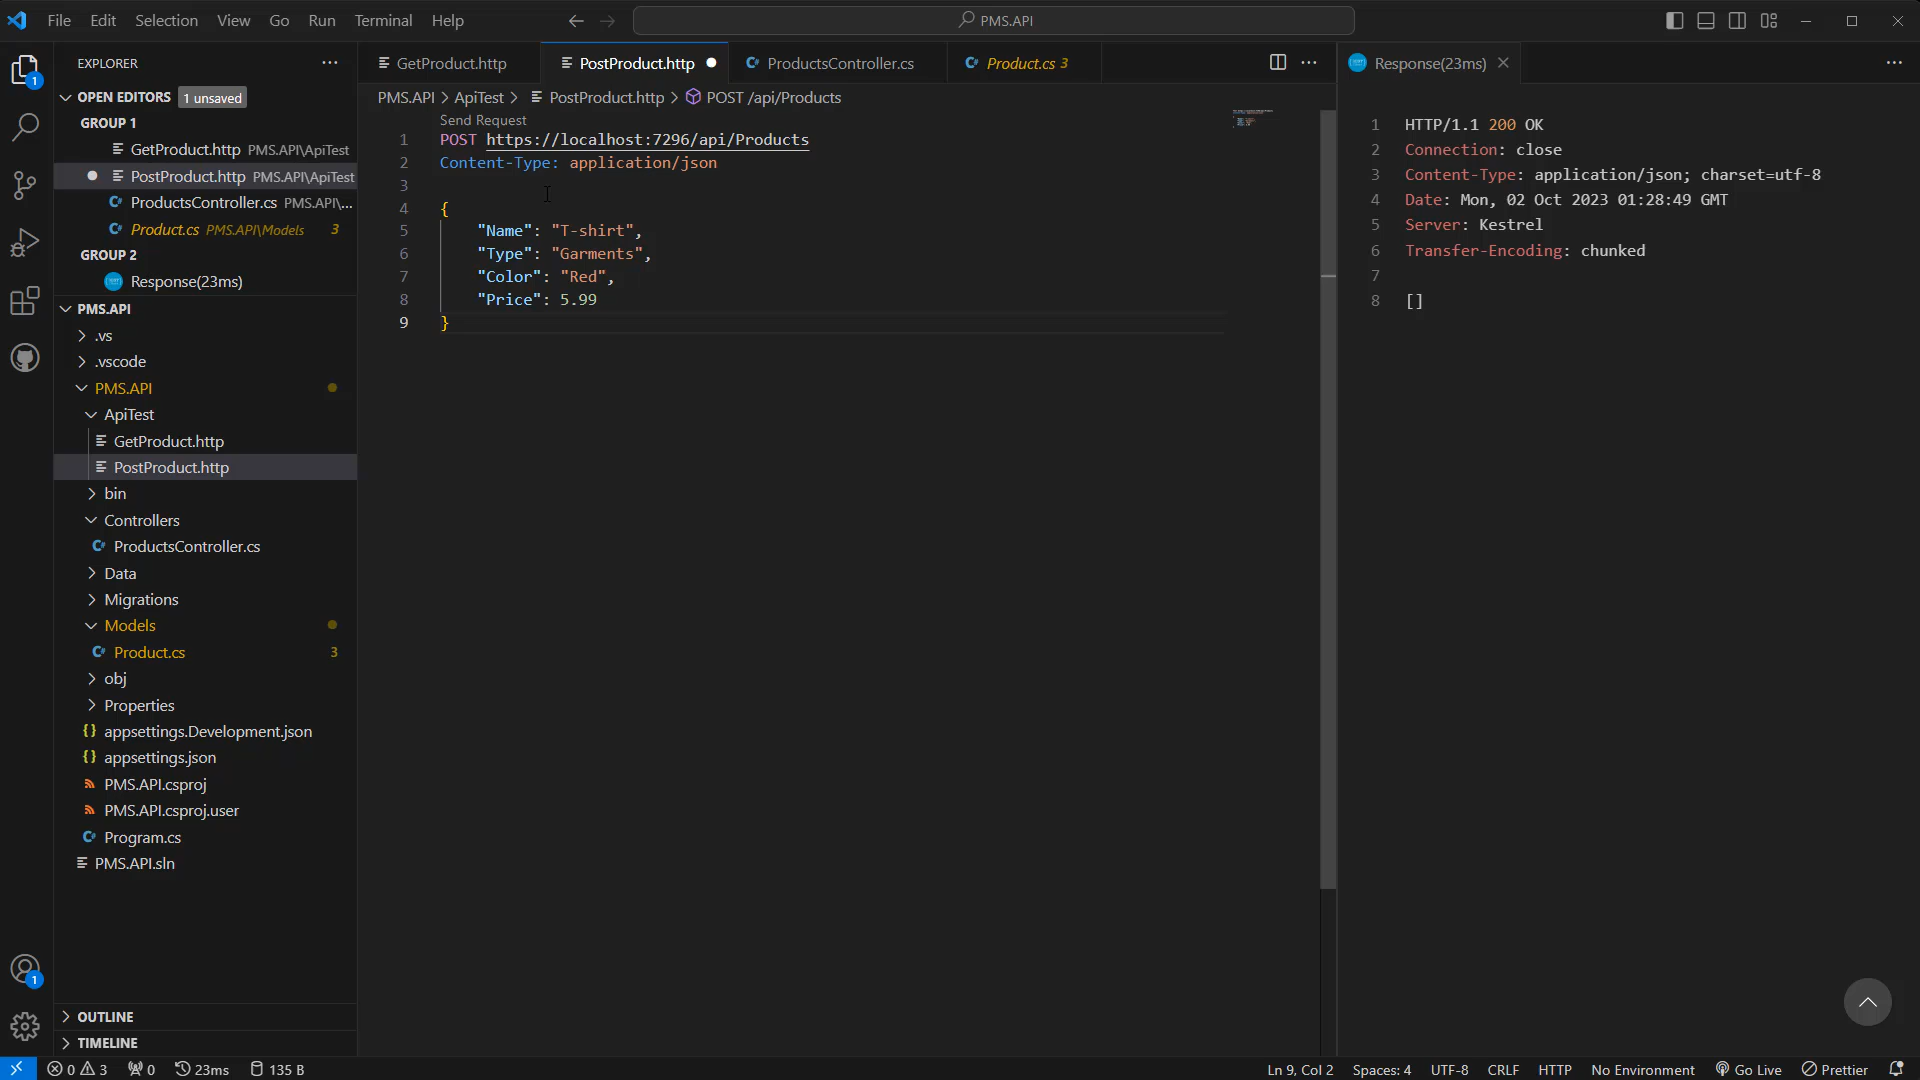 File Edit Selection View Go Run Terminal Help
PMS.API
EXPLORER
OPEN EDITORS 1 unsaved
GROUP 1
GetProduct.http PMS.API\ApiTest
PostProduct.http PMS.API\ApiTest
ProductsController.cs PMS.API\...
Product.cs PMS.API\Models 3
GROUP 2
Response(23ms)
PMS.API
.vs
.vscode
PMS.API
ApiTest
GetProduct.http
PostProduct.http
bin
Controllers
ProductsController.cs
Data
Migrations
Models
Product.cs 3
obj
Properties
appsettings.Development.json
appsettings.json
PMS.API.csproj
PMS.API.csproj.user
Program.cs
PMS.API.sln
OUTLINE
TIMELINE
1
1
GetProduct.http PostProduct.http ProductsController.cs Product.cs 3
PMS.API > ApiTest > PostProduct.http > POST /api/Products
Send Request
1 POST https://localhost:7296/api/Products
2 Content-Type: application/json
3
4 {
5 "Name": "T-shirt",
6 "Type": "Garments",
7 "Color": "Red",
8 "Price": 5.99
9 }
Response(23ms)
1 HTTP/1.1 200 OK
2 Connection: close
3 Content-Type: application/json; charset=utf-8
4 Date: Mon, 02 Oct 2023 01:28:49 GMT
5 Server: Kestrel
6 Transfer-Encoding: chunked
7
8 []
0 3 0 23ms 135 B Ln 9, Col 2 Spaces: 4 UTF-8 CRLF HTTP No Environment Go Live Prettier